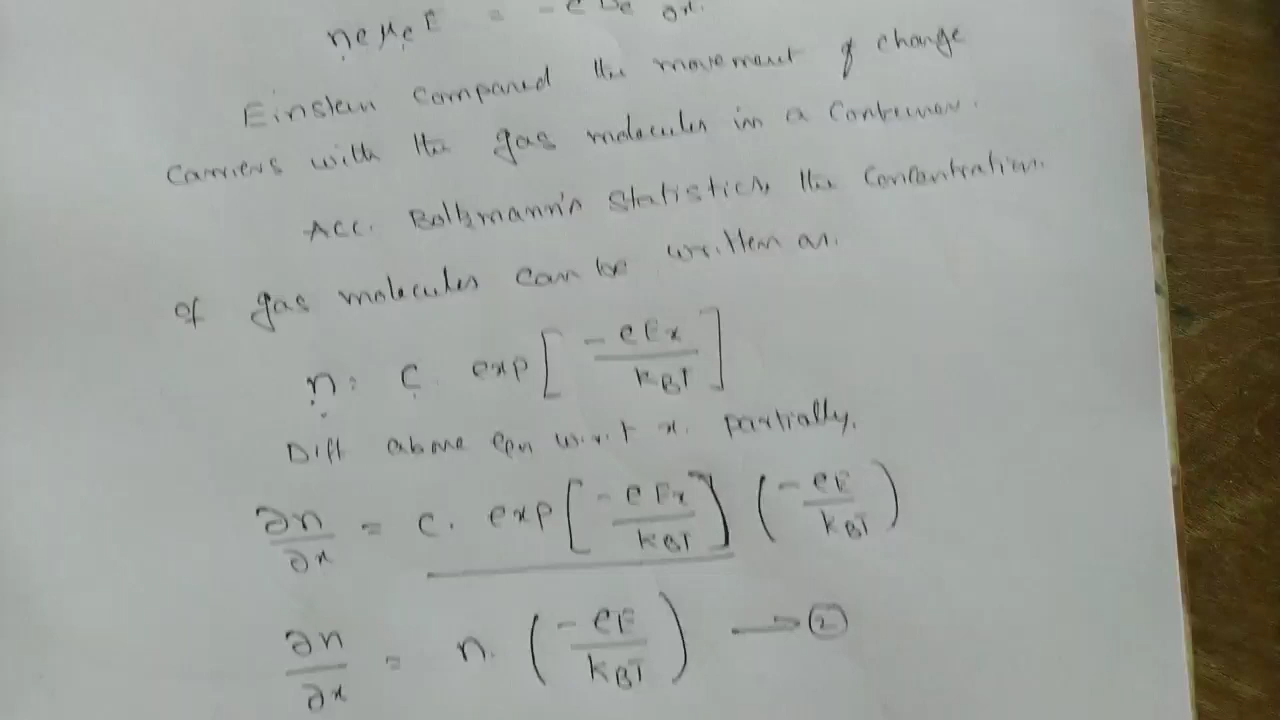 neμeE = -eDe ∂n.
Einstein compared the movement of change
carriers with the gas molecules in a container.
Acc. Boltzmann's statistics, the concentration
of gas molecules can be written as.
n = C. exp[-eEx/kBT]
Diff above eqn w.r.t x. partially,
∂n/∂x = C. exp[-eEx/kBT] (-eE/kBT)
∂n/∂x = n. (-eE/kBT) → ②